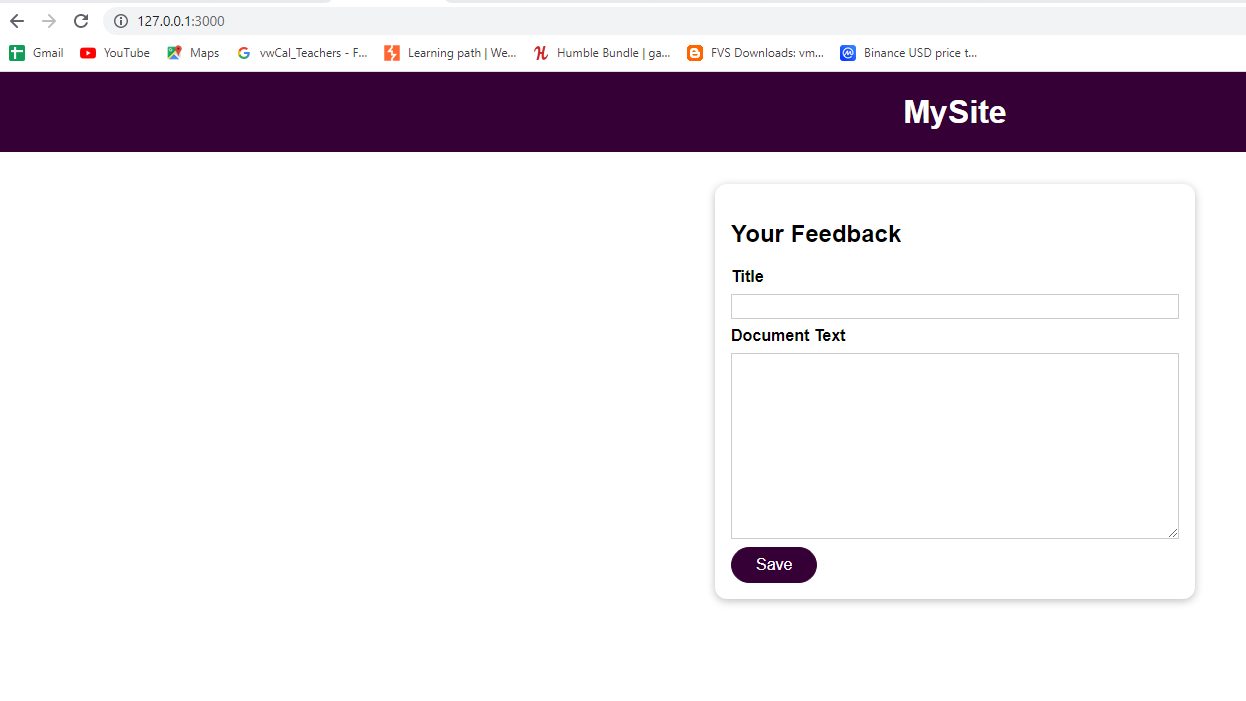 127.0.0.1:3000
Gmail YouTube Maps vwCal_Teachers - F... Learning path | We... Humble Bundle | ga... FVS Downloads: vm... Binance USD price t...
MySite
Your Feedback
Title
Document Text
Save